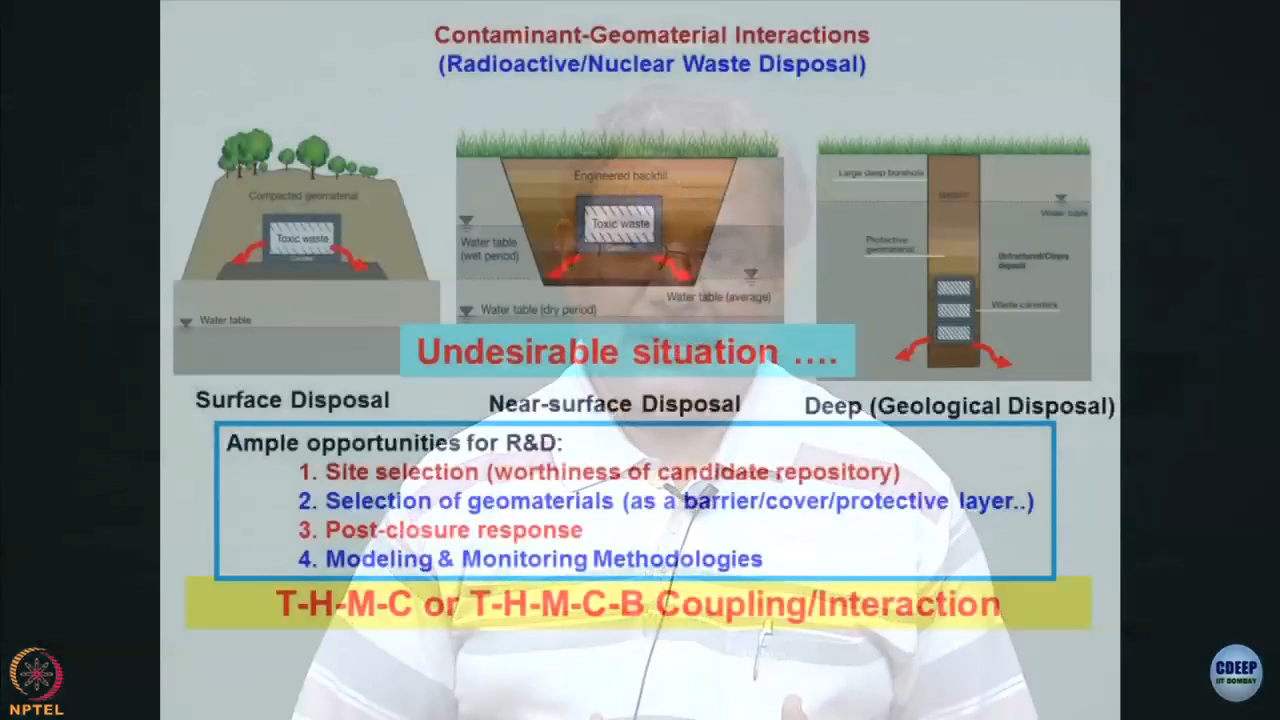 Contaminant-Geomaterial Interactions
(Radioactive/Nuclear Waste Disposal)
Compacted geomaterial
Toxic waste
Water table
Surface Disposal
Engineered backfill
Toxic waste
Water table
(wet period)
Water table (average)
Water table (dry period)
Near-surface Disposal
Large deep borehole
Water table
Protective
geomaterial
Waste canisters
Deep (Geological Disposal)
Undesirable situation ....
Ample opportunities for R&D:
1. Site selection (worthiness of candidate repository)
2. Selection of geomaterials (as a barrier/cover/protective layer..)
3. Post-closure response
4. Modeling & Monitoring Methodologies
T-H-M-C or T-H-M-C-B Coupling/Interaction
NPTEL
CDEEP
IIT BOMBAY